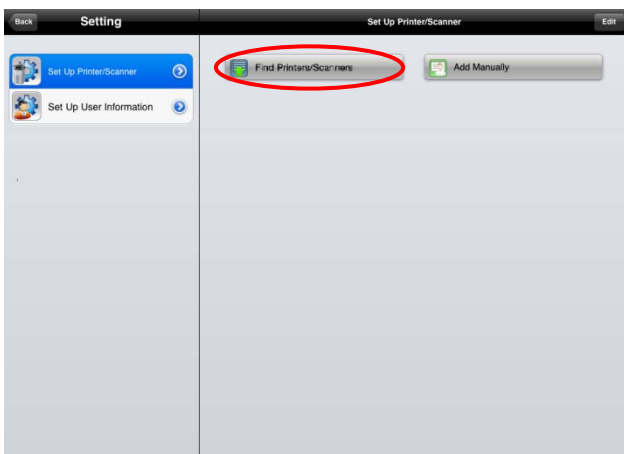 Back
Setting
Set Up Printer/Scanner
Edit
Set Up Printer/Scanner
Set Up User Information
Find Printers/Scanners
Add Manually